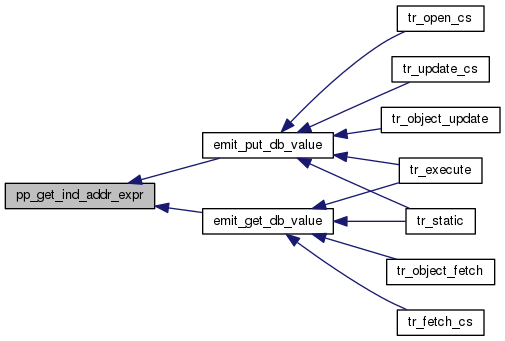 tr_open_cs
tr_update_cs
tr_object_update
emit_put_db_value
tr_execute
pp_get_ind_addr_expr
emit_get_db_value
tr_static
tr_object_fetch
tr_fetch_cs